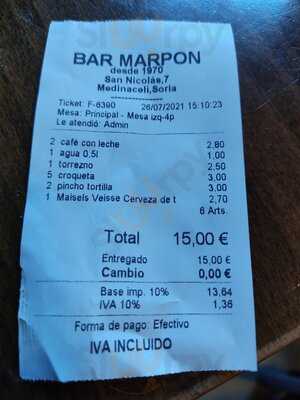 BAR MARPON
desde 1970
San Nicolás,7
Medinaceli,Soria
Ticket: F-6390 26/07/2021 15:10:23
Mesa: Principal - Mesa izq-4p
Le atendió: Admin
2 café con leche 2,80
1 agua 0,5l 1,00
1 torrezno 2,50
5 croqueta 3,00
2 pincho tortilla 3,00
1 Maisels Veisse Cerveza de t 2,70
6 Arts.
Total 15,00 €
Entregado 15,00 €
Cambio 0,00 €
Base imp. 10% 13,64
IVA 10% 1,36
Forma de pago: Efectivo
IVA INCLUIDO